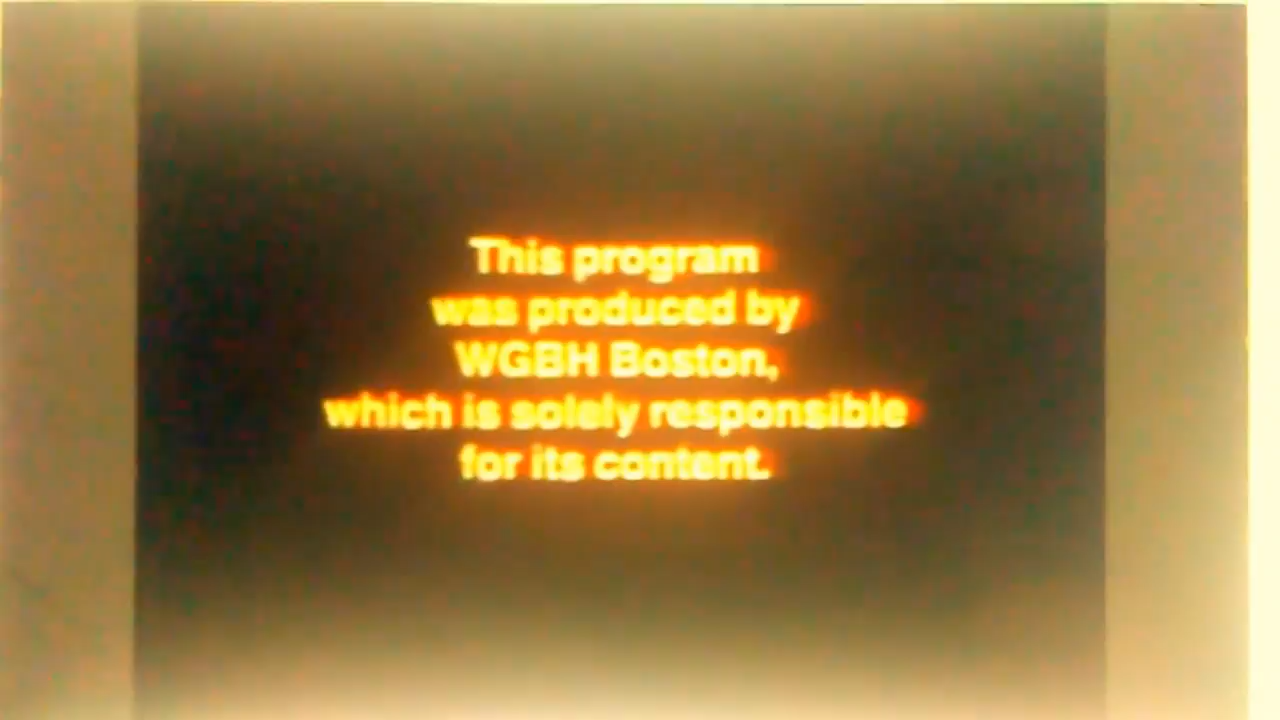 This program
was produced by
WGBH Boston,
which is solely responsible
for its content.